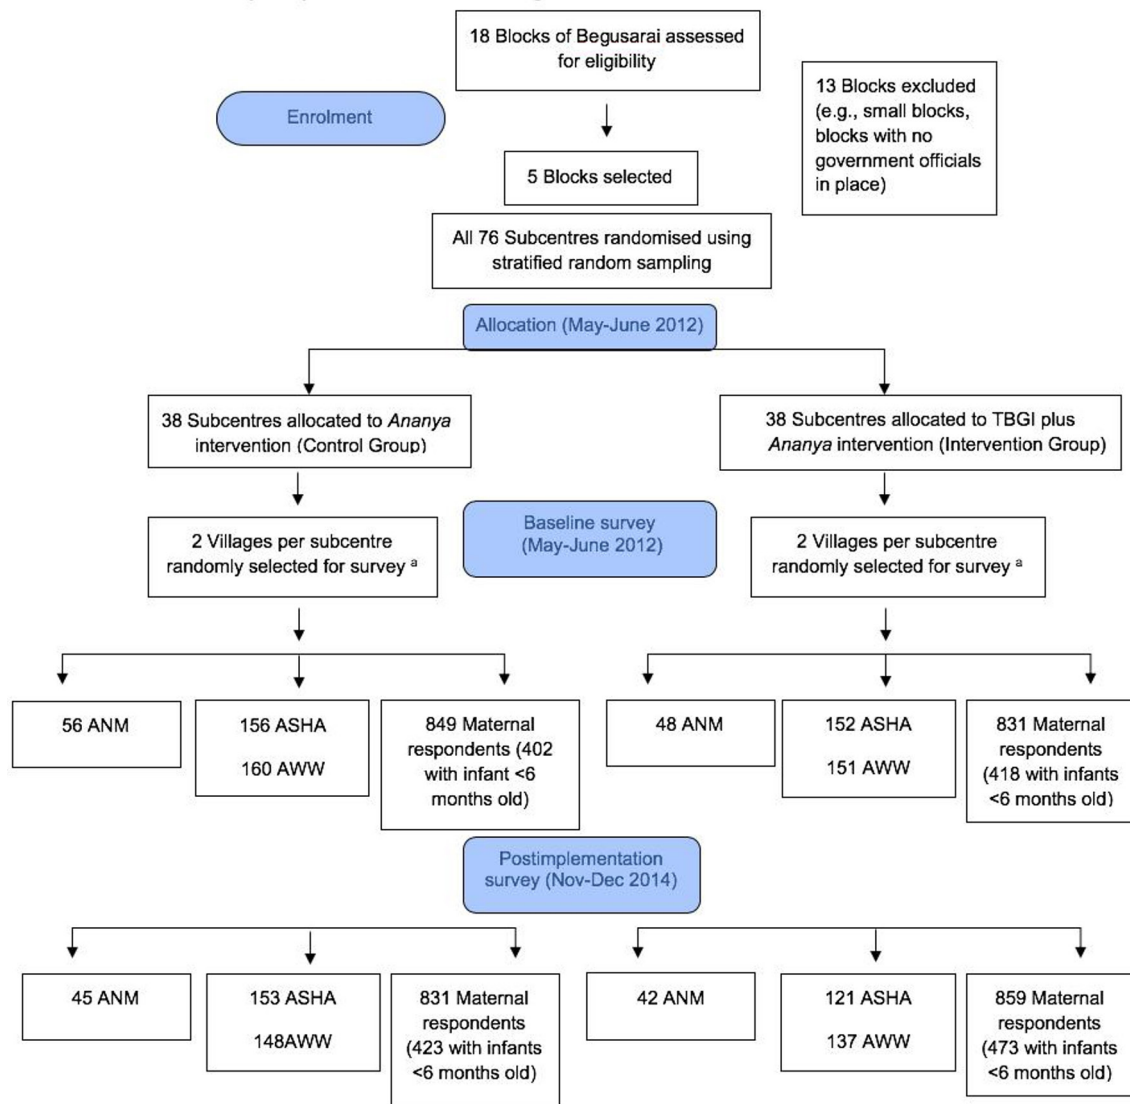 18 Blocks of Begusarai assessed
for eligibility
13 Blocks excluded
(e.g., small blocks,
blocks with no
government officials
in place)
Enrolment
5 Blocks selected
All 76 Subcentres randomised using
stratified random sampling
Allocation (May-June 2012)
38 Subcentres allocated to Ananya
intervention (Control Group)
38 Subcentres allocated to TBGI plus
Ananya intervention (Intervention Group)
Baseline survey
(May-June 2012)
2 Villages per subcentre
randomly selected for survey a
2 Villages per subcentre
randomly selected for survey a
56 ANM
156 ASHA
160 AWW
849 Maternal
respondents (402
with infant <6
months old)
48 ANM
152 ASHA
151 AWW
831 Maternal
respondents
(418 with infants
<6 months old)
Postimplementation
survey (Nov-Dec 2014)
45 ANM
153 ASHA
148AWW
831 Maternal
respondents
(423 with infants
<6 months old)
42 ANM
121 ASHA
137 AWW
859 Maternal
respondents
(473 with infants
<6 months old)